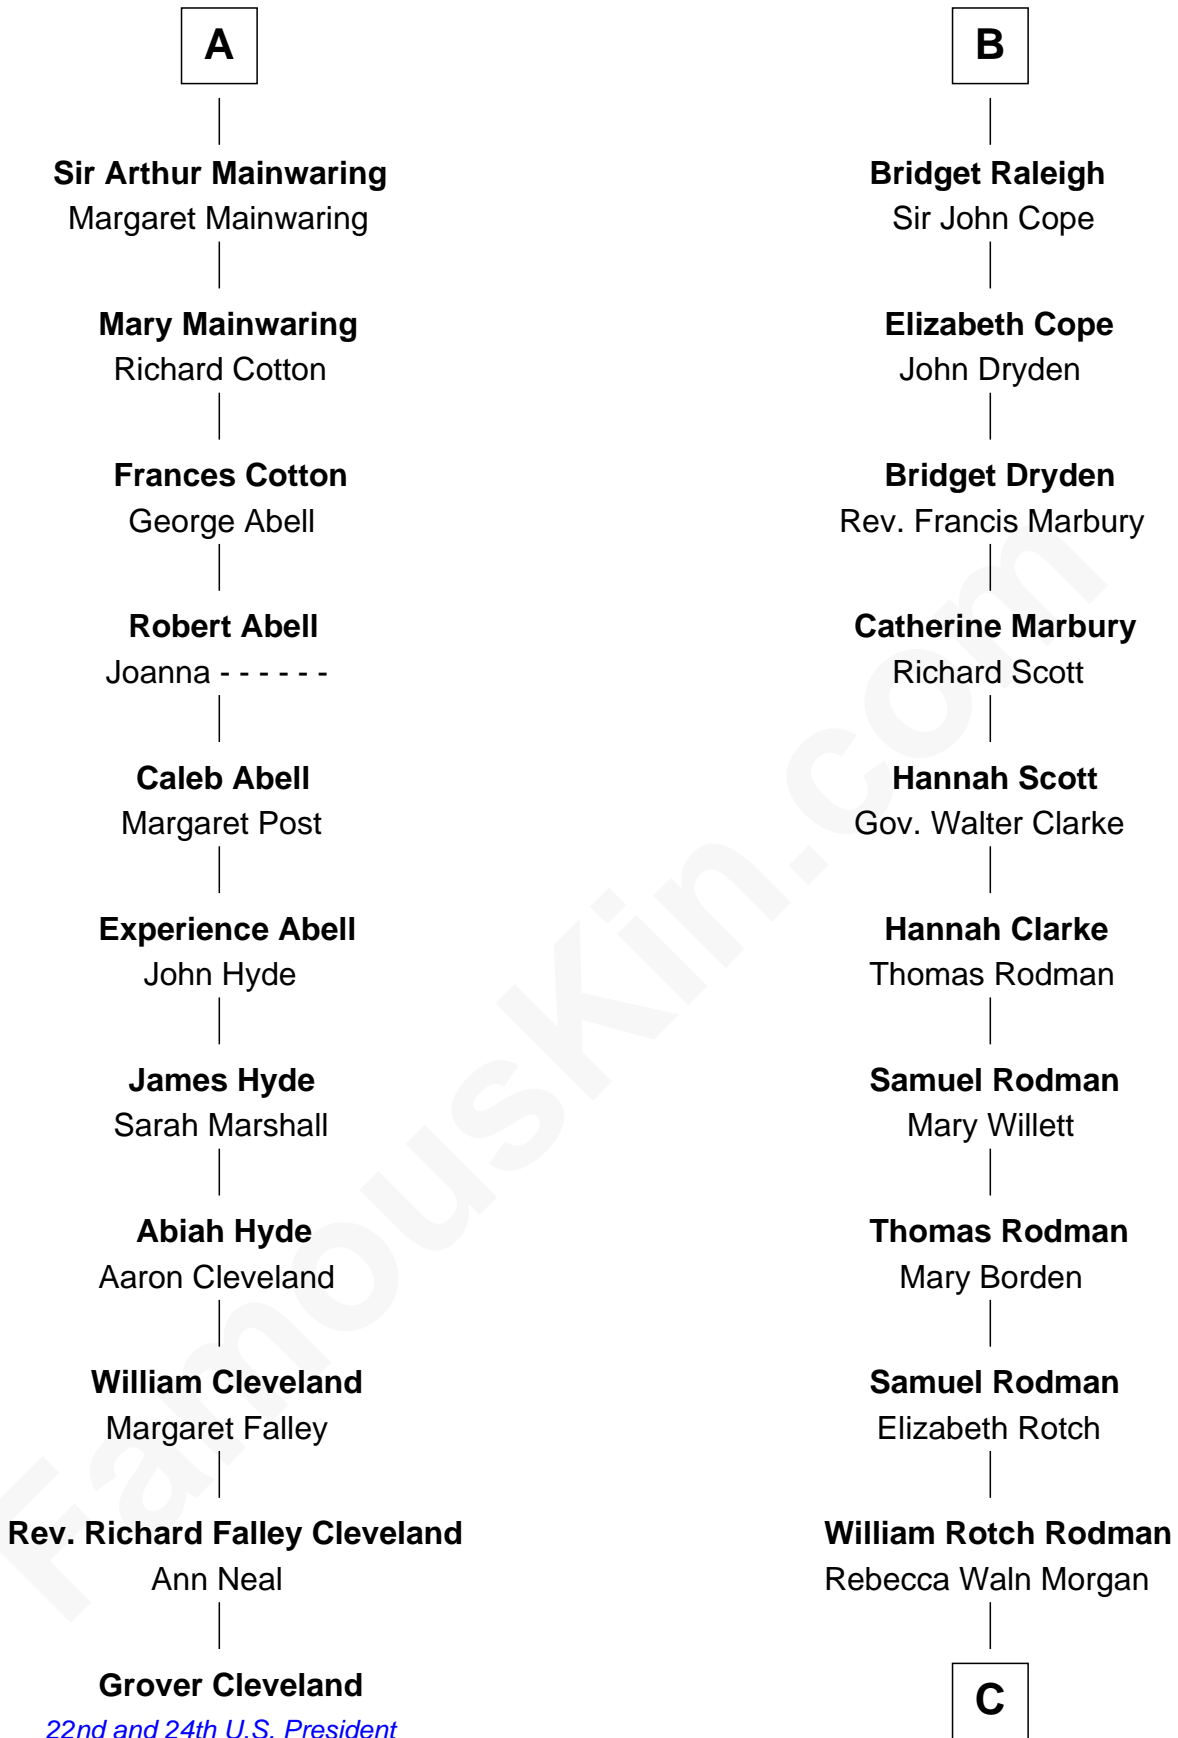 A
Sir Arthur Mainwaring
Margaret Mainwaring
Mary Mainwaring
Richard Cotton
Frances Cotton
George Abell
Robert Abell
Joanna - - - - - -
Caleb Abell
Margaret Post
Experience Abell
John Hyde
James Hyde
Sarah Marshall
Abiah Hyde
Aaron Cleveland
William Cleveland
Margaret Falley
Rev. Richard Falley Cleveland
Ann Neal
Grover Cleveland
22nd and 24th U.S. President
B
Bridget Raleigh
Sir John Cope
Elizabeth Cope
John Dryden
Bridget Dryden
Rev. Francis Marbury
Catherine Marbury
Richard Scott
Hannah Scott
Gov. Walter Clarke
Hannah Clarke
Thomas Rodman
Samuel Rodman
Mary Willett
Thomas Rodman
Mary Borden
Samuel Rodman
Elizabeth Rotch
William Rotch Rodman
Rebecca Waln Morgan
C
FamousKin.com